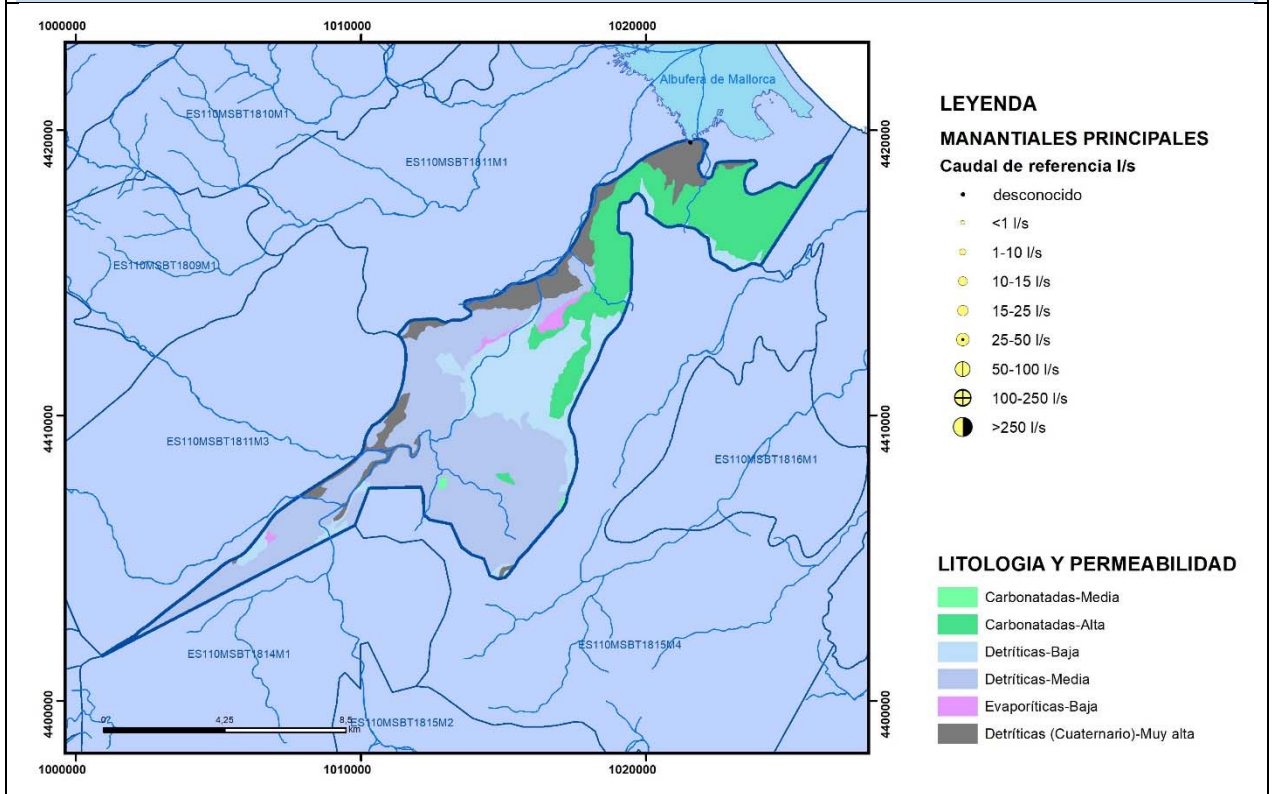 1000000
1010000
1020000
4420000
4420000
4410000
4410000
4400000
4400000
Albufera de Mallorca
ES110MSBT1810M1
ES110MSBT1811M1
ES110MSBT1809M1
ES110MSBT1811M3
ES110MSBT1816M1
ES110MSBT1814M1
ES110MSBT1815M4
ES110MSBT1815M2
0
4,25
8,5
km
1000000
1010000
1020000
LEYENDA
MANANTIALES PRINCIPALES
Caudal de referencia l/s
desconocido
<1 l/s
1-10 l/s
10-15 l/s
15-25 l/s
25-50 l/s
50-100 l/s
100-250 l/s
>250 l/s
LITOLOGIA Y PERMEABILIDAD
Carbonatadas-Media
Carbonatadas-Alta
Detríticas-Baja
Detríticas-Media
Evaporíticas-Baja
Detríticas (Cuaternario)-Muy alta